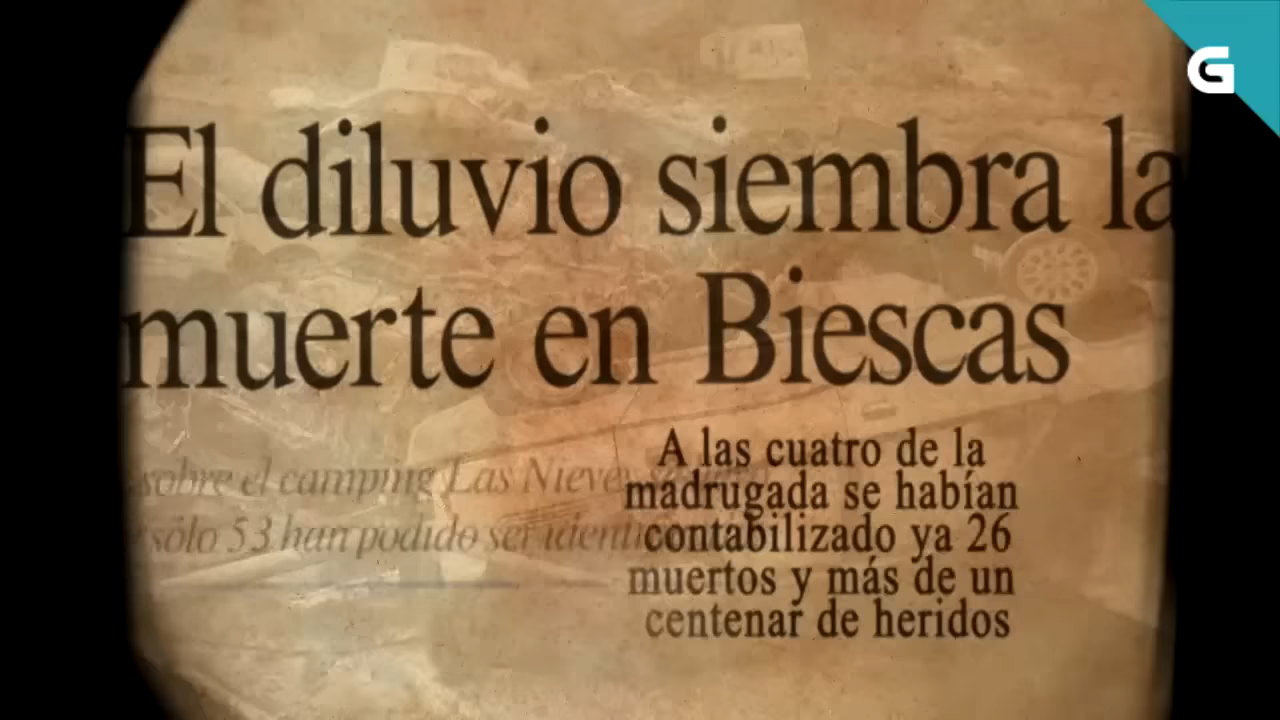 El diluvio siembra la
muerte en Biescas
A las cuatro de la
madrugada se habían
contabilizado ya 26
muertos y más de un
centenar de heridos
sobre el camping Las Nieves
sólo 53 han podido ser
G